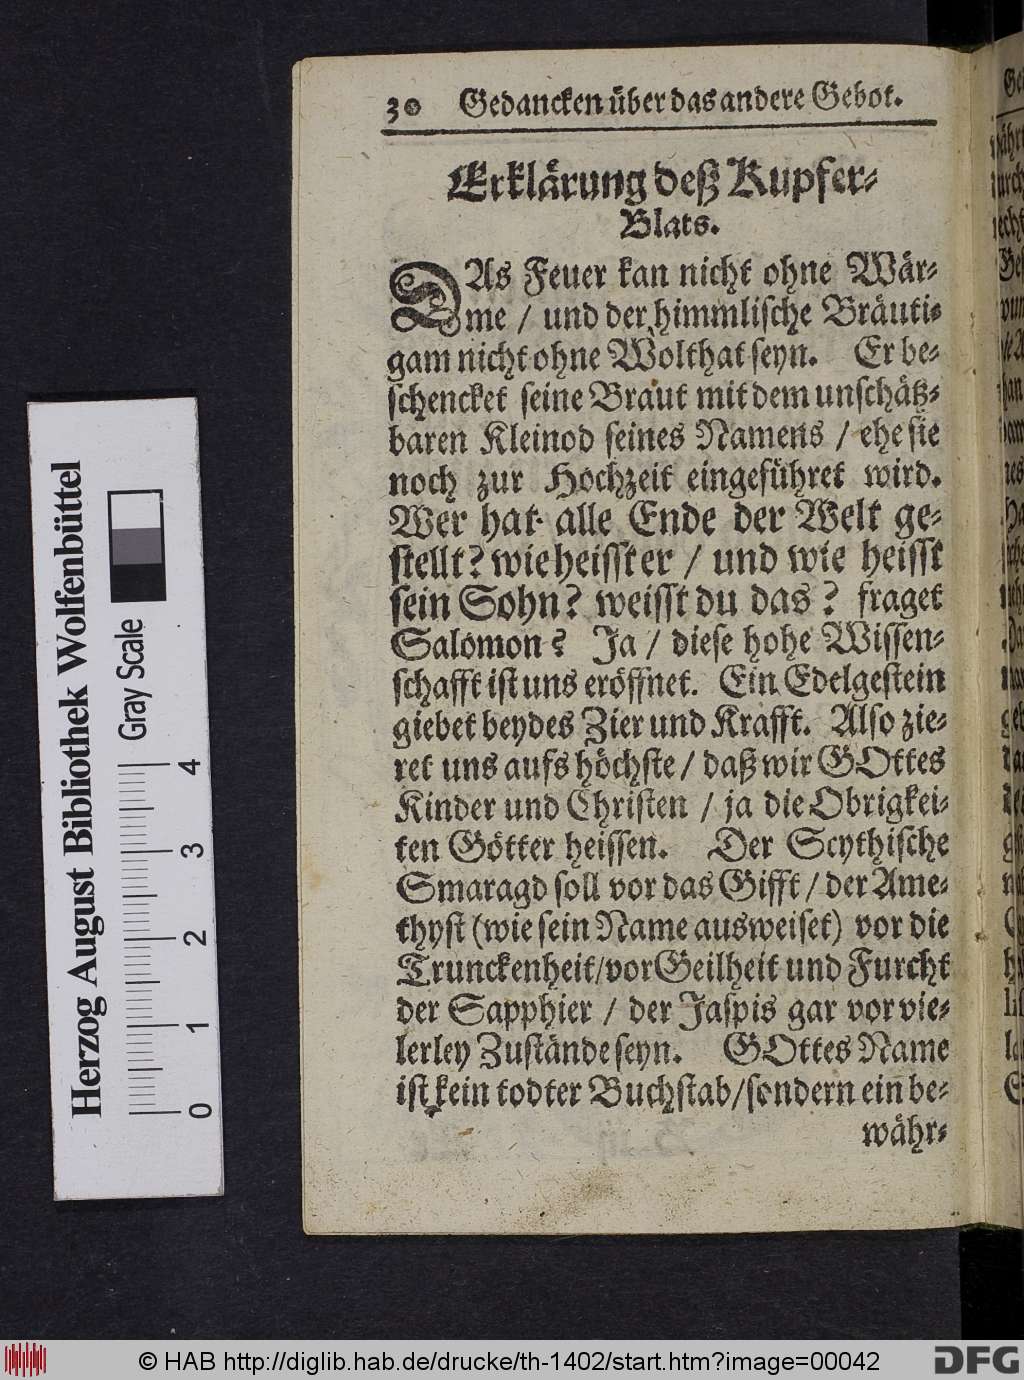 30 Gedancken über das andere Gebot.
Erklärung deß Kupfer-
Blats.
DAs Feuer kan nicht ohne Wär-
me / und der himmlische Bräuti-
gam nicht ohne Wolthat seyn. Er be-
schencket seine Braut mit dem unschätz-
baren Kleinod seines Namens / ehe sie
noch zur Hochzeit eingeführet wird.
Wer hat alle Ende der Welt ge-
stellt? wie heisst er / und wie heisst
sein Sohn? weisst du das? fraget
Salomon? Ja / diese hohe Wissen-
schafft ist uns eröffnet. Ein Edelgestein
giebet beydes Zier und Krafft. Also zie-
ret uns aufs höchste / daß wir GOttes
Kinder und Christen / ja die Obrigkei-
ten Götter heissen. Der Scythische
Smaragd soll vor das Gifft / der Ame-
thyst (wie sein Name ausweiset) vor die
Trunckenheit / vor Geilheit und Furcht
der Sapphier / der Jaspis gar vor vie-
lerley Zustände seyn. GOttes Name
ist kein todter Buchstab / sondern ein be-
währ-
Herzog August Bibliothek Wolfenbüttel
Gray Scale
0 1 2 3 4
© HAB http://diglib.hab.de/drucke/th-1402/start.htm?image=00042
DFG